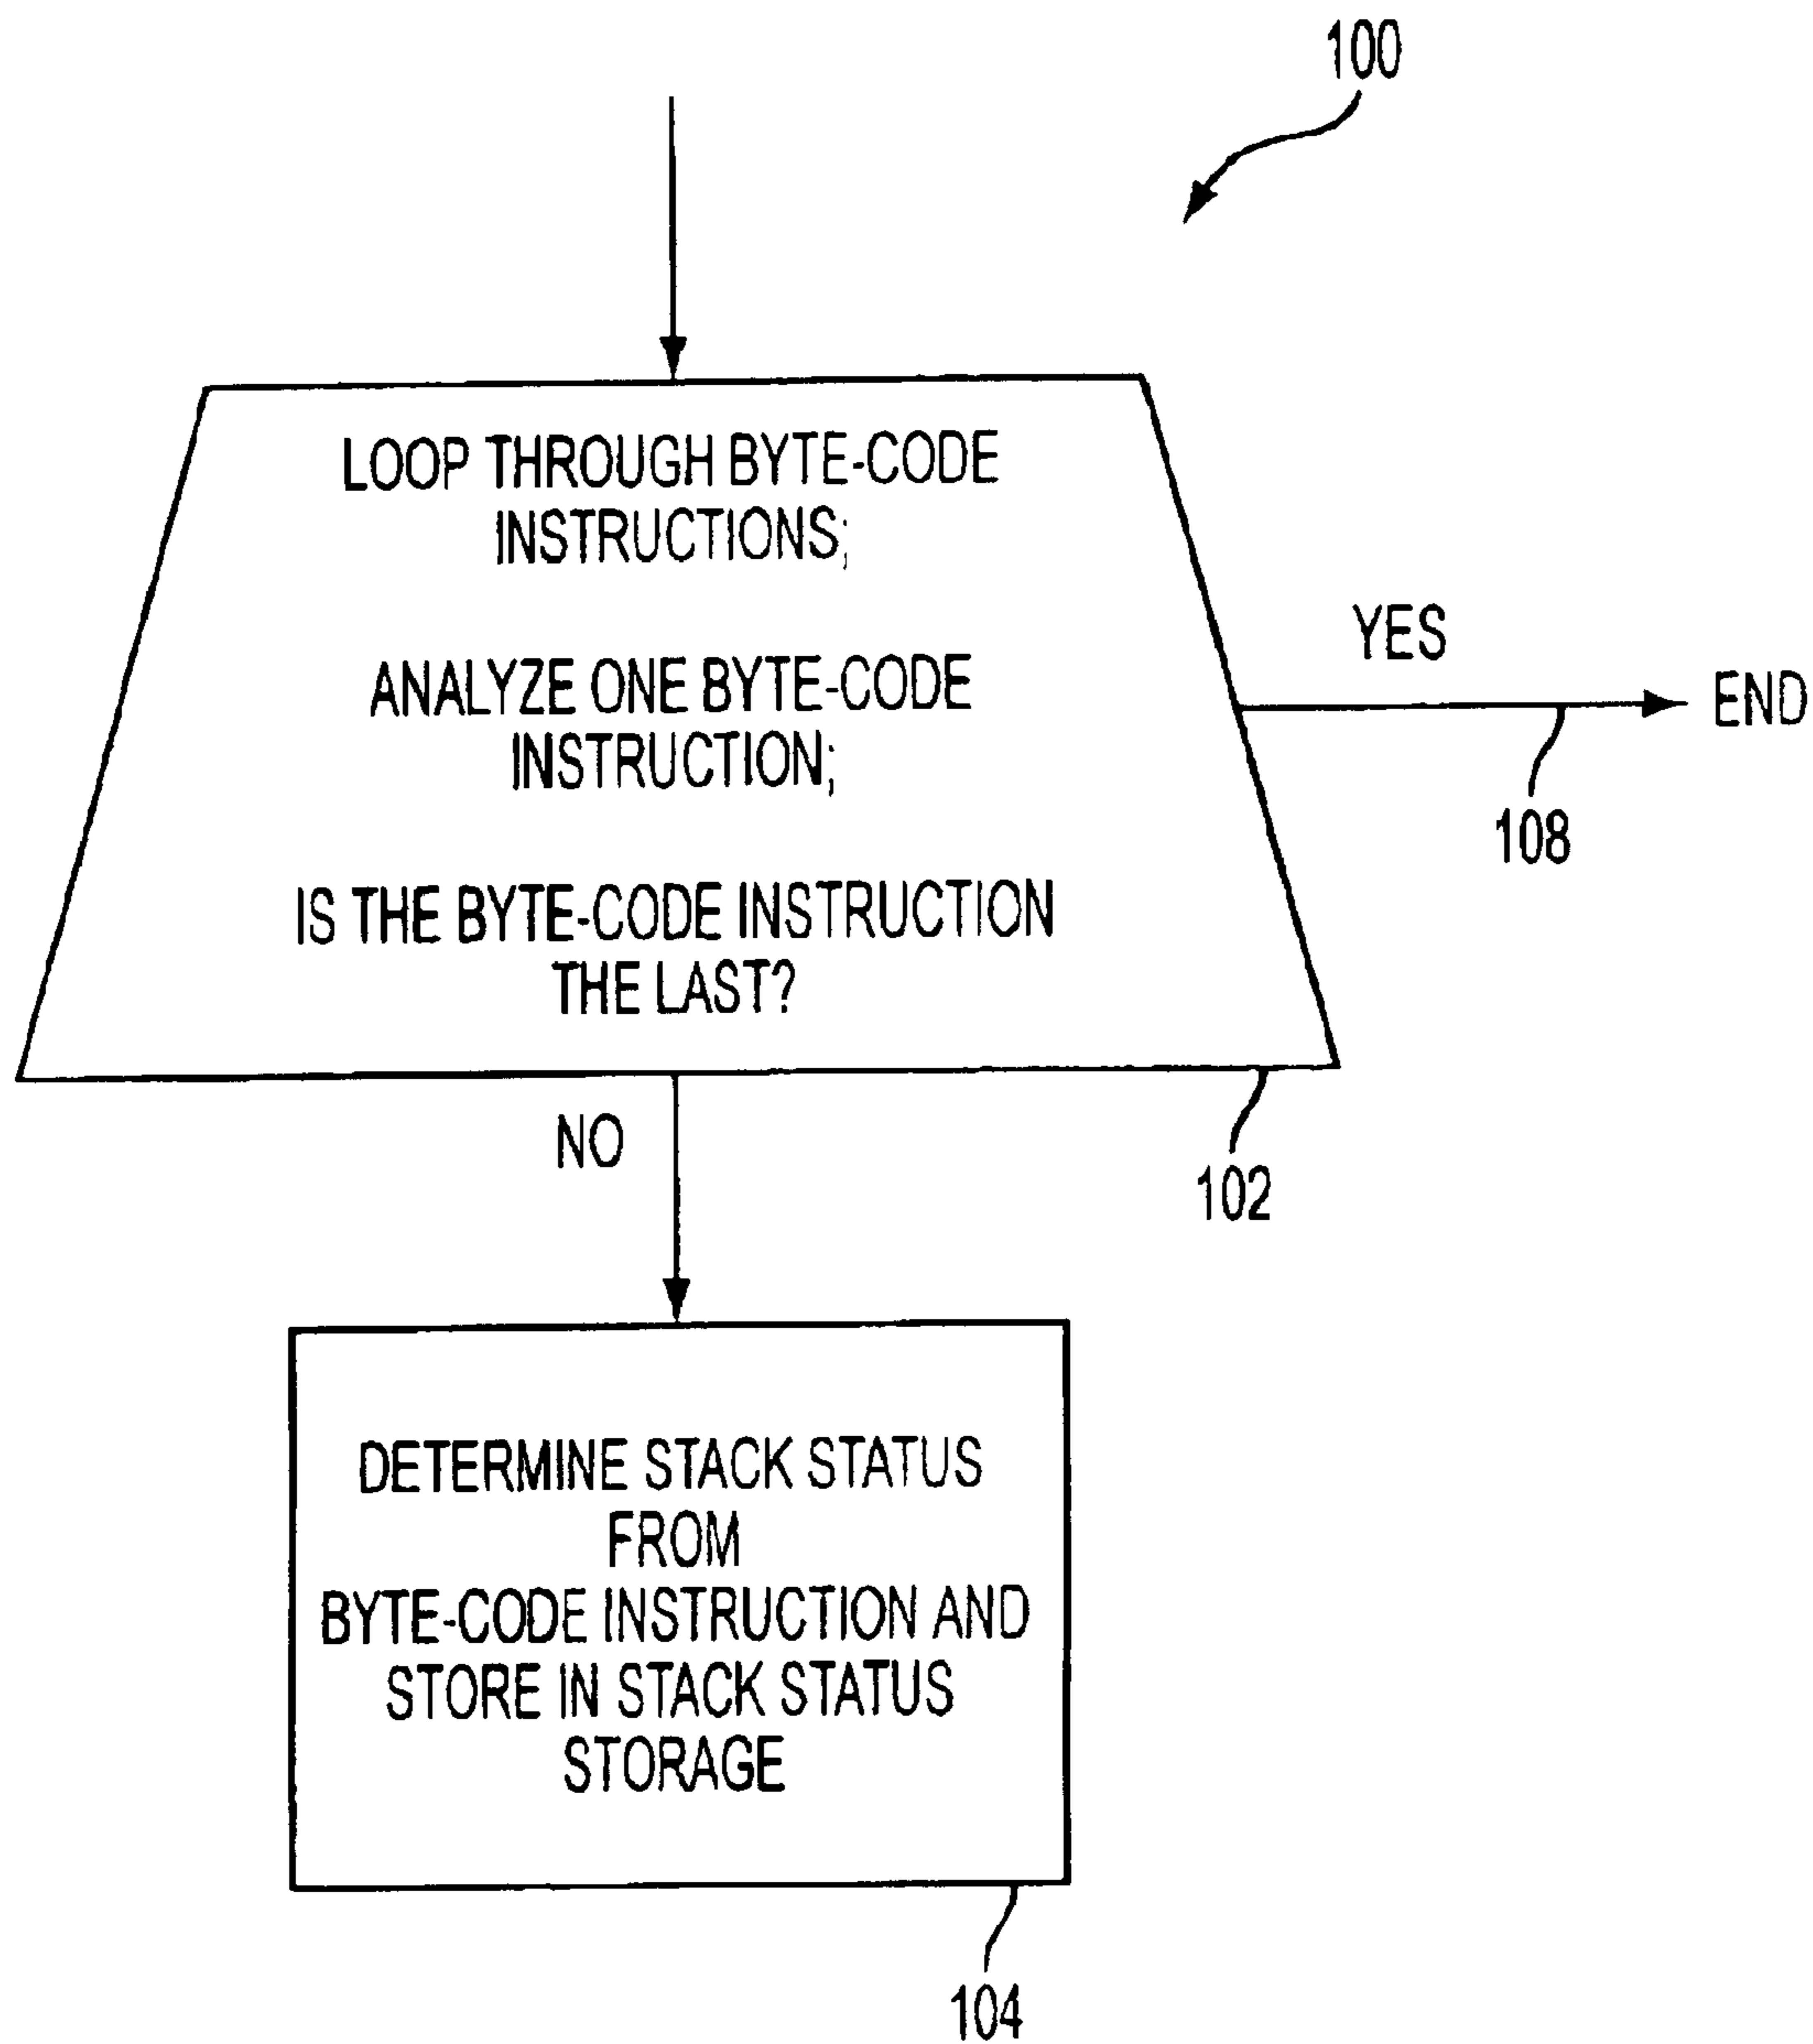 100
LOOP THROUGH BYTE-CODE
INSTRUCTIONS;
ANALYZE ONE BYTE-CODE
INSTRUCTION;
IS THE BYTE-CODE INSTRUCTION
THE LAST?
YES
END
108
NO
102
DETERMINE STACK STATUS
FROM
BYTE-CODE INSTRUCTION AND
STORE IN STACK STATUS
STORAGE
104